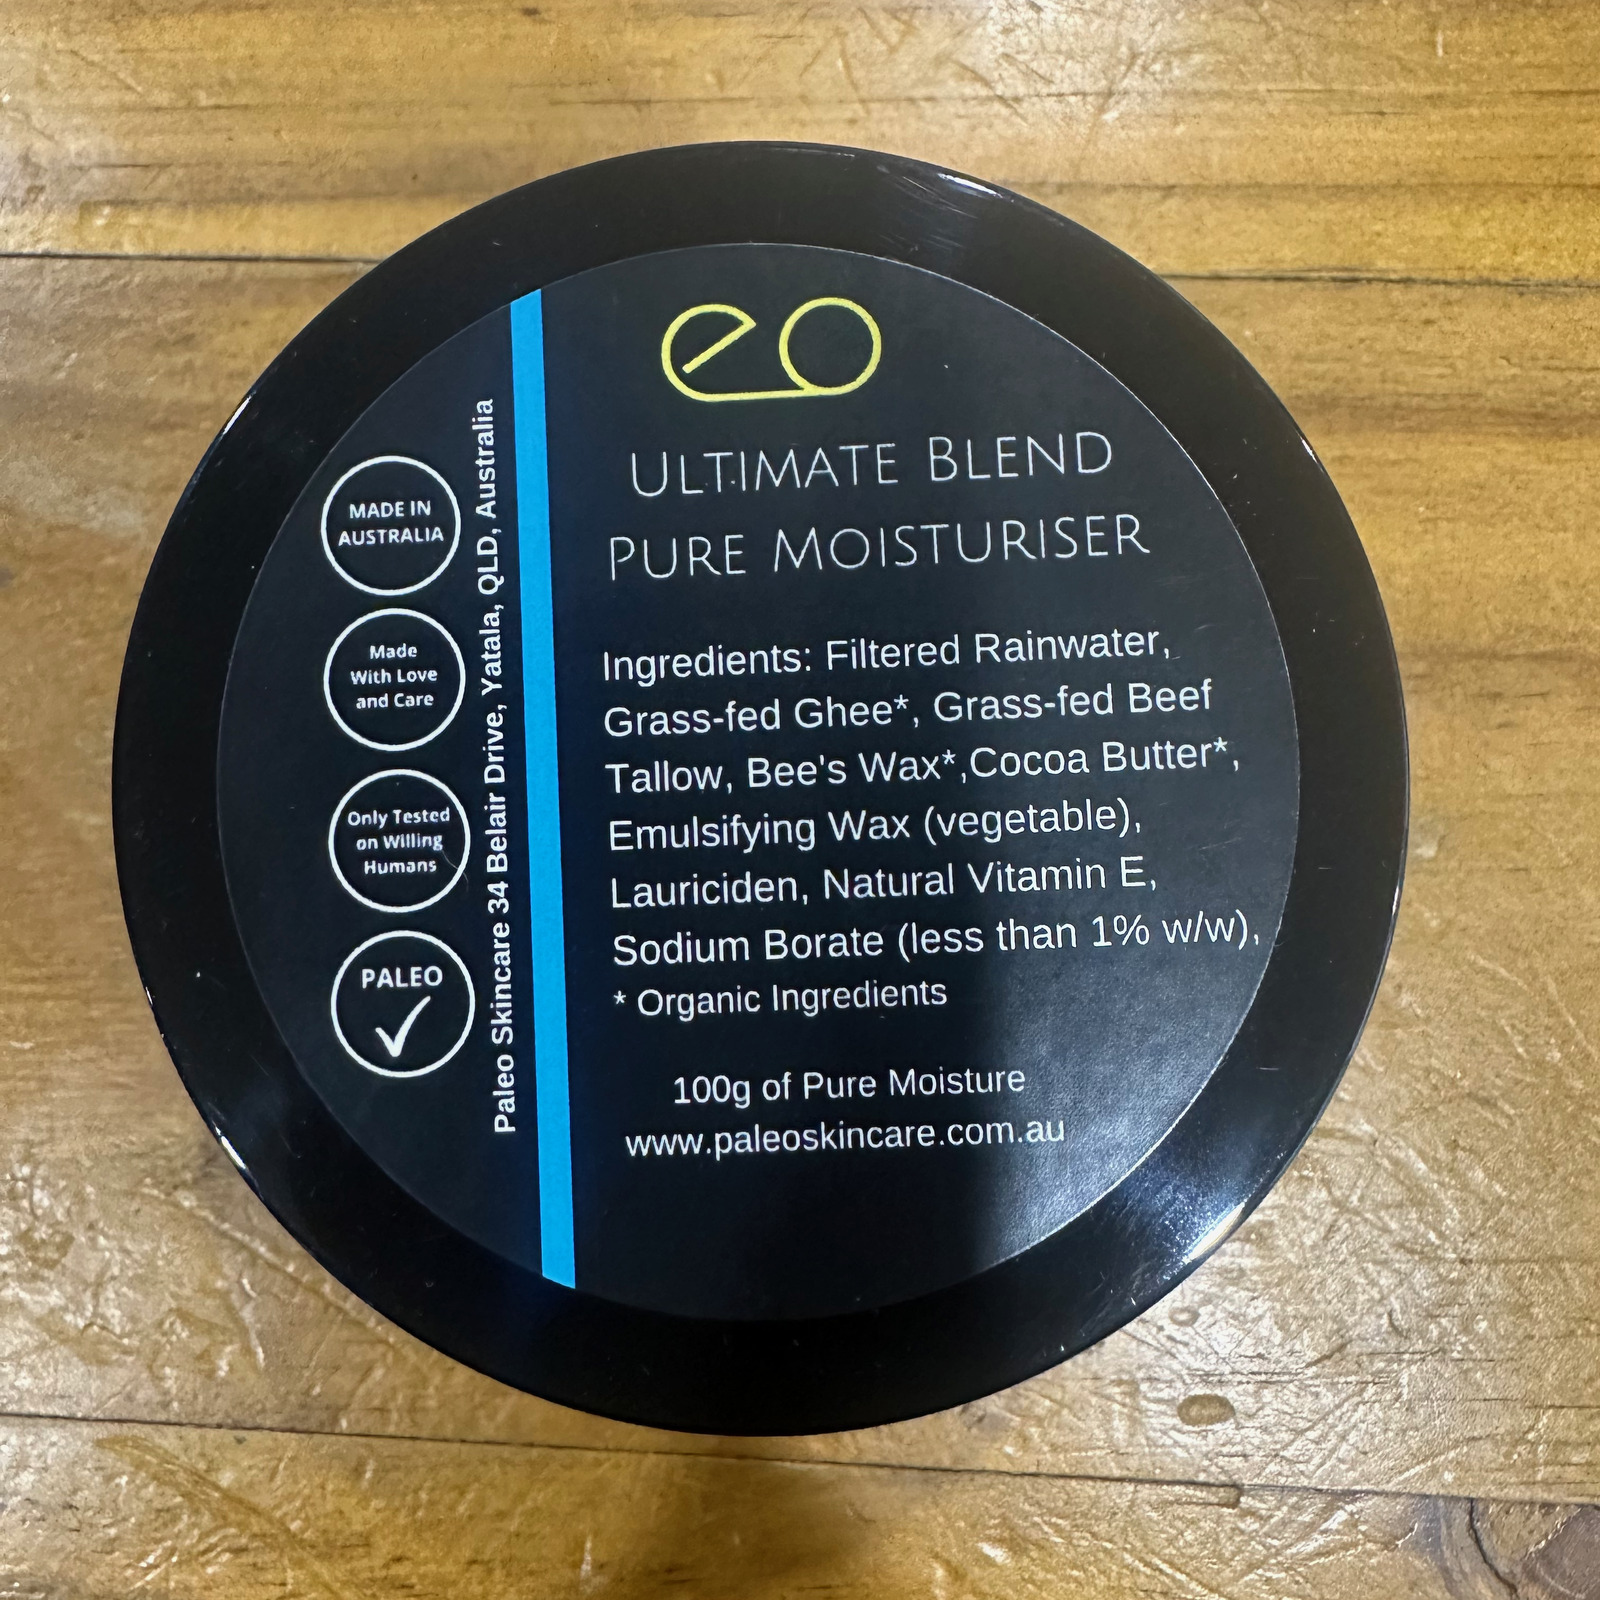 eo
ULTIMATE BLEND
PURE MOISTURISER
Ingredients: Filtered Rainwater,
Grass-fed Ghee*, Grass-fed Beef
Tallow, Bee's Wax*,Cocoa Butter*,
Emulsifying Wax (vegetable),
Lauriciden, Natural Vitamin E,
Sodium Borate (less than 1% w/w),
* Organic Ingredients
100g of Pure Moisture
www.paleoskincare.com.au
MADE IN
AUSTRALIA
Made
With Love
and Care
Only Tested
on Willing
Humans
PALEO
Paleo Skincare 34 Belair Drive, Yatala, QLD, Australia